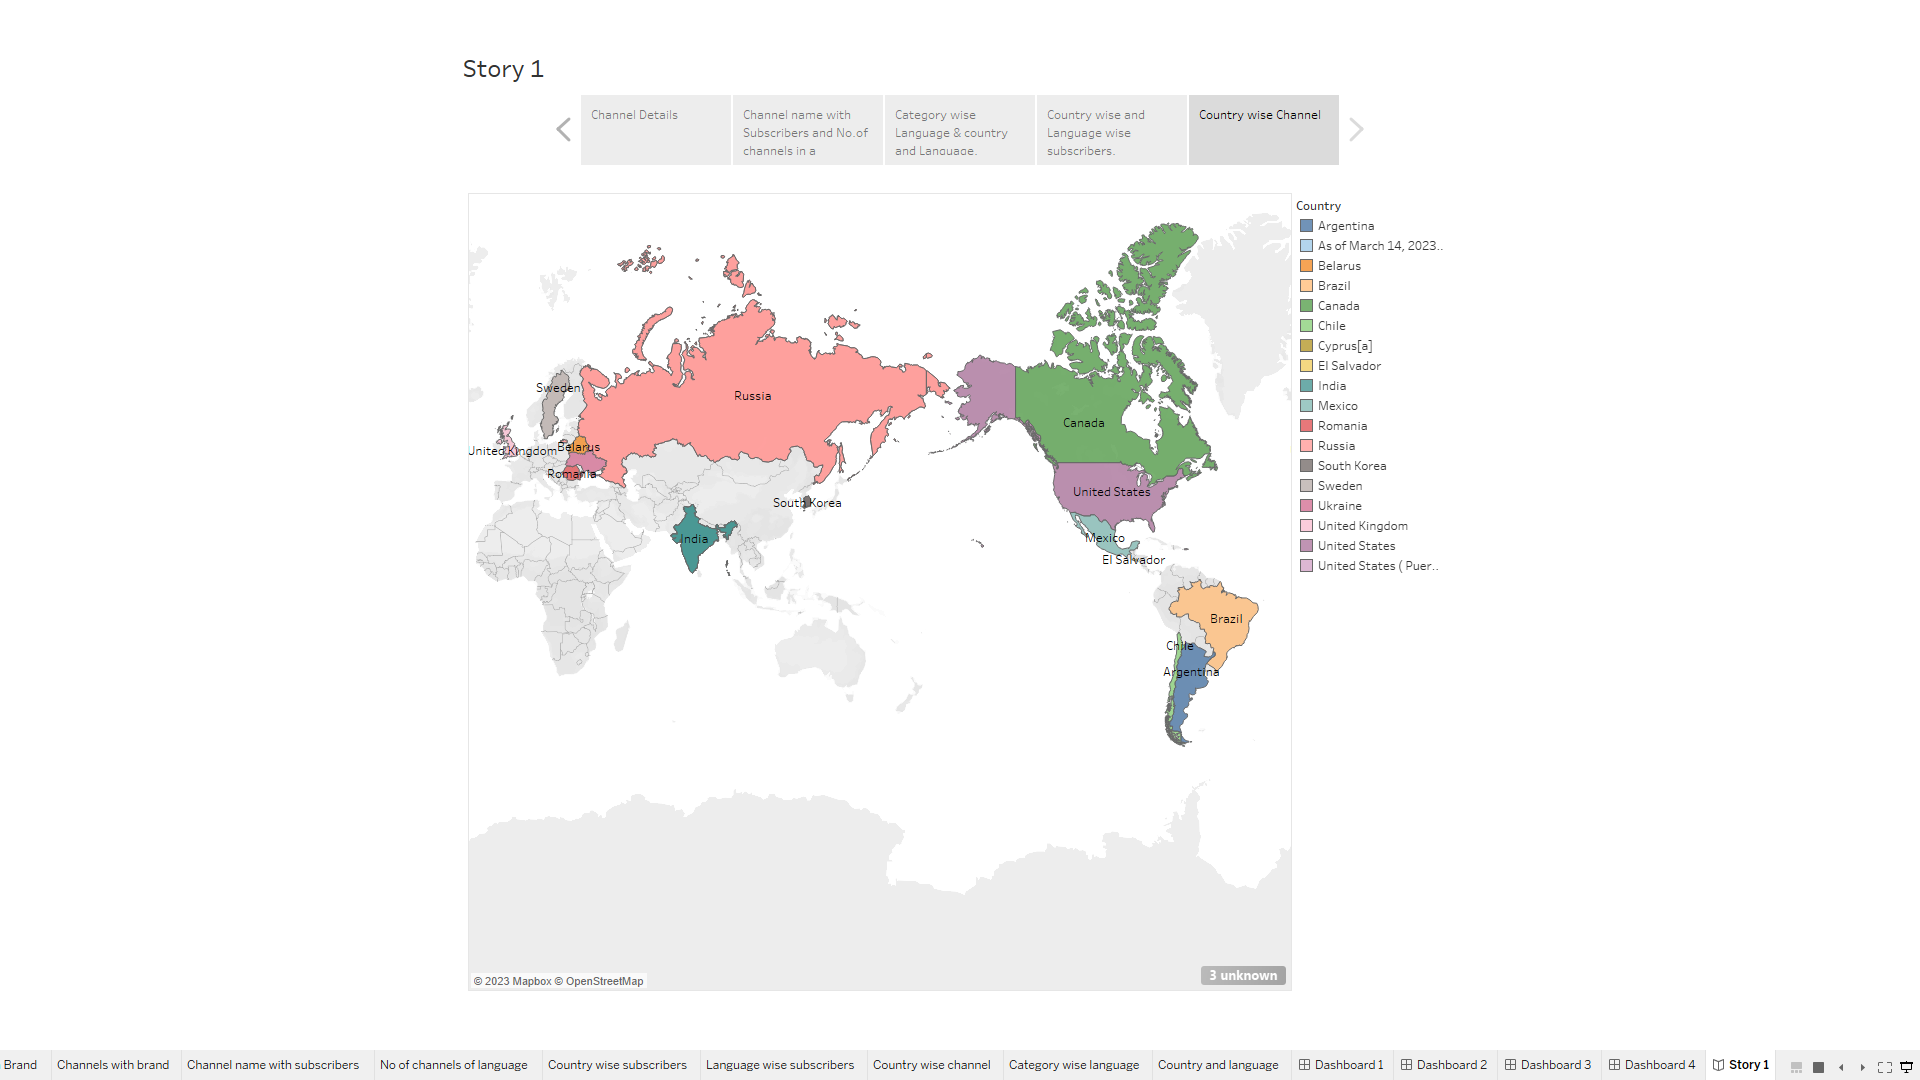 Story 1
Channel Details
Channel name with
Subscribers and No.of
channels in a
Category wise
Language & country
and Language.
Country wise and
Language wise
subscribers.
Country wise Channel
Country
Argentina
As of March 14, 2023..
Belarus
Brazil
Canada
Chile
Cyprus[a]
El Salvador
India
Mexico
Romania
Russia
South Korea
Sweden
Ukraine
United Kingdom
United States
United States ( Puer..
Sweden
Russia
Canada
United Kingdom
Belarus
Romania
South Korea
United States
India
Mexico
El Salvador
Brazil
Chile
Argentina
© 2023 Mapbox © OpenStreetMap
3 unknown
Brand
Channels with brand
Channel name with subscribers
No of channels of language
Country wise subscribers
Language wise subscribers
Country wise channel
Category wise language
Country and language
Dashboard 1
Dashboard 2
Dashboard 3
Dashboard 4
Story 1